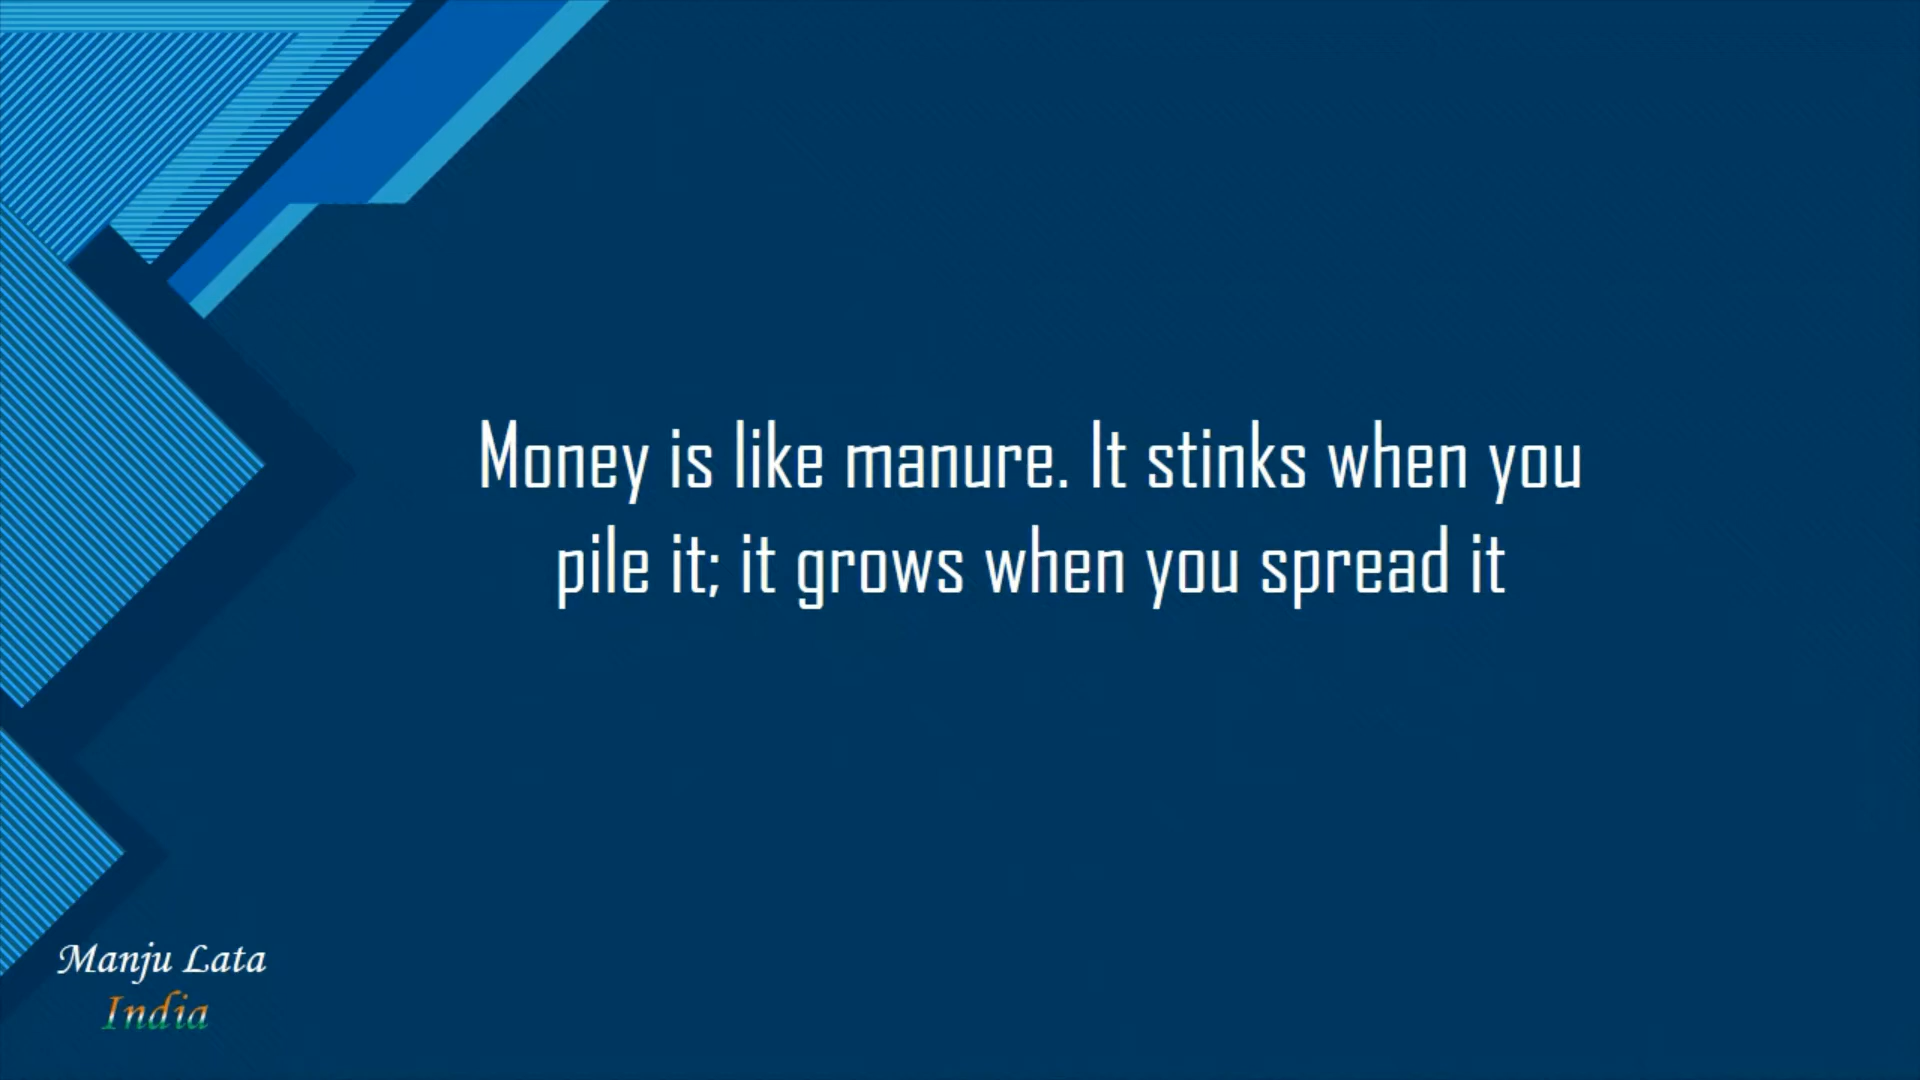 Money is like manure. It stinks when you
pile it; it grows when you spread it
Manju Lata
India